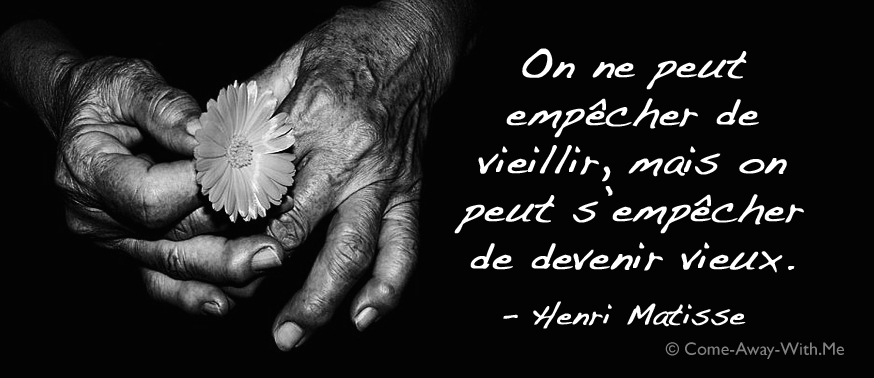 On ne peut
empêcher de
vieillir, mais on
peut s`empêcher
de devenir vieux.
- Henri Matisse
© Come-Away-With.Me